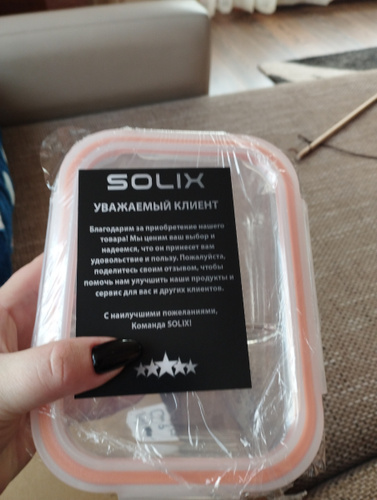 SOLIX
УВАЖАЕМЫЙ КЛИЕНТ
Благодарим за приобретение нашего
товара! Мы ценим ваш выбор и
надеемся, что он принесет вам
удовольствие и пользу. Пожалуйста,
поделитесь своим отзывом, чтобы
помочь нам улучшить наши продукты и
сервис для вас и других клиентов.
С наилучшими пожеланиями,
Команда SOLIX!